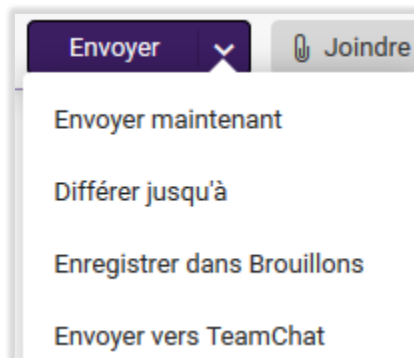 Envoyer Joindre
Envoyer maintenant
Différer jusqu'à
Enregistrer dans Brouillons
Envoyer vers TeamChat